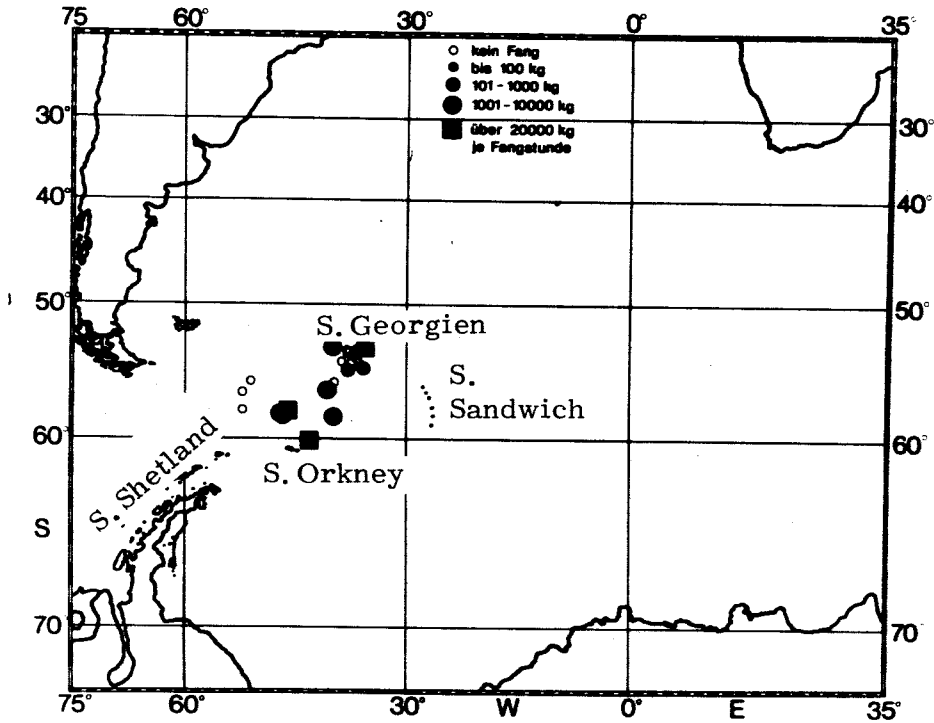 75 60° 30° 0° 35°
kein Fang
bis 100 kg
101 - 1000 kg
1001 - 10000 kg
über 20000 kg
je Fangstunde
30° 30°
40° 40°
50° 50°
S. Georgien
S.
Sandwich
60° 60°
S. Shetland
S. Orkney
S
70° 70°
75° 60° 30° W 0° E 35°